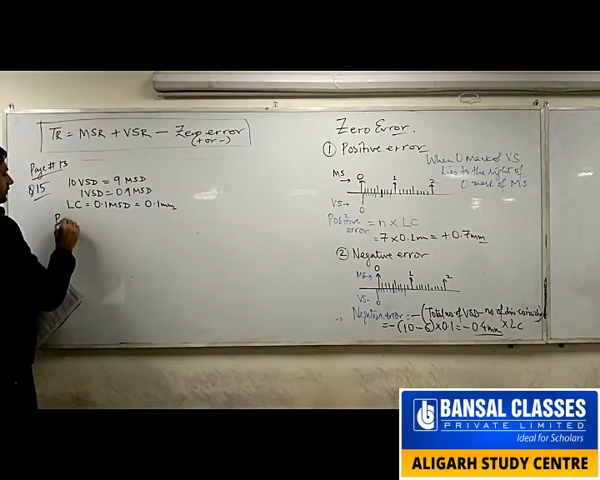 TR = MSR + VSR - Zero error
(+ or -)
Page # 13
Q15
10 VSD = 9 MSD
1 VSD = 0.9 MSD
LC = 0.1 MSD = 0.1 mm
Zero Error.
① Positive error
When 0 mark of VS
lies to the right of
0 mark of MS
MS →
0 1 2
VS →
0
Positive error = n × LC
= 7 × 0.1 mm = + 0.7 mm
② Negative error
0 1 2
MS →
VS -
0
Negative error = - (Total no of VSD - no of div coinciding) × LC
= - (10 - 6) × 0.1 = - 0.4 mm
BANSAL CLASSES
PRIVATE LIMITED
Ideal for Scholars
ALIGARH STUDY CENTRE